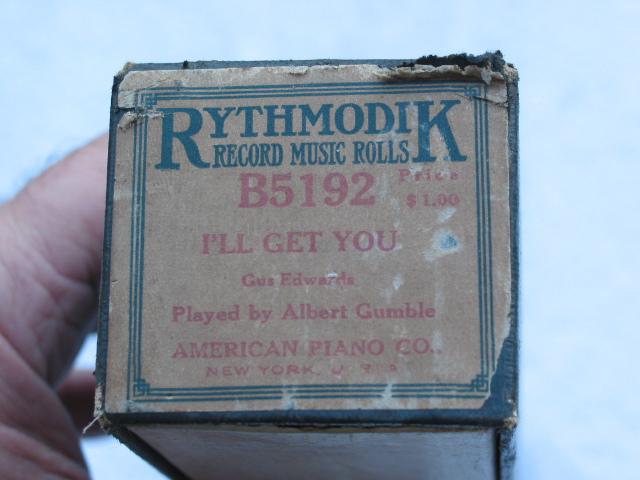 RYTHMODIK
RECORD MUSIC ROLLS
B5192 Price $1.00
I'LL GET YOU
Gus Edwards
Played by Albert Gumble
AMERICAN PIANO CO.,
NEW YORK, U S A